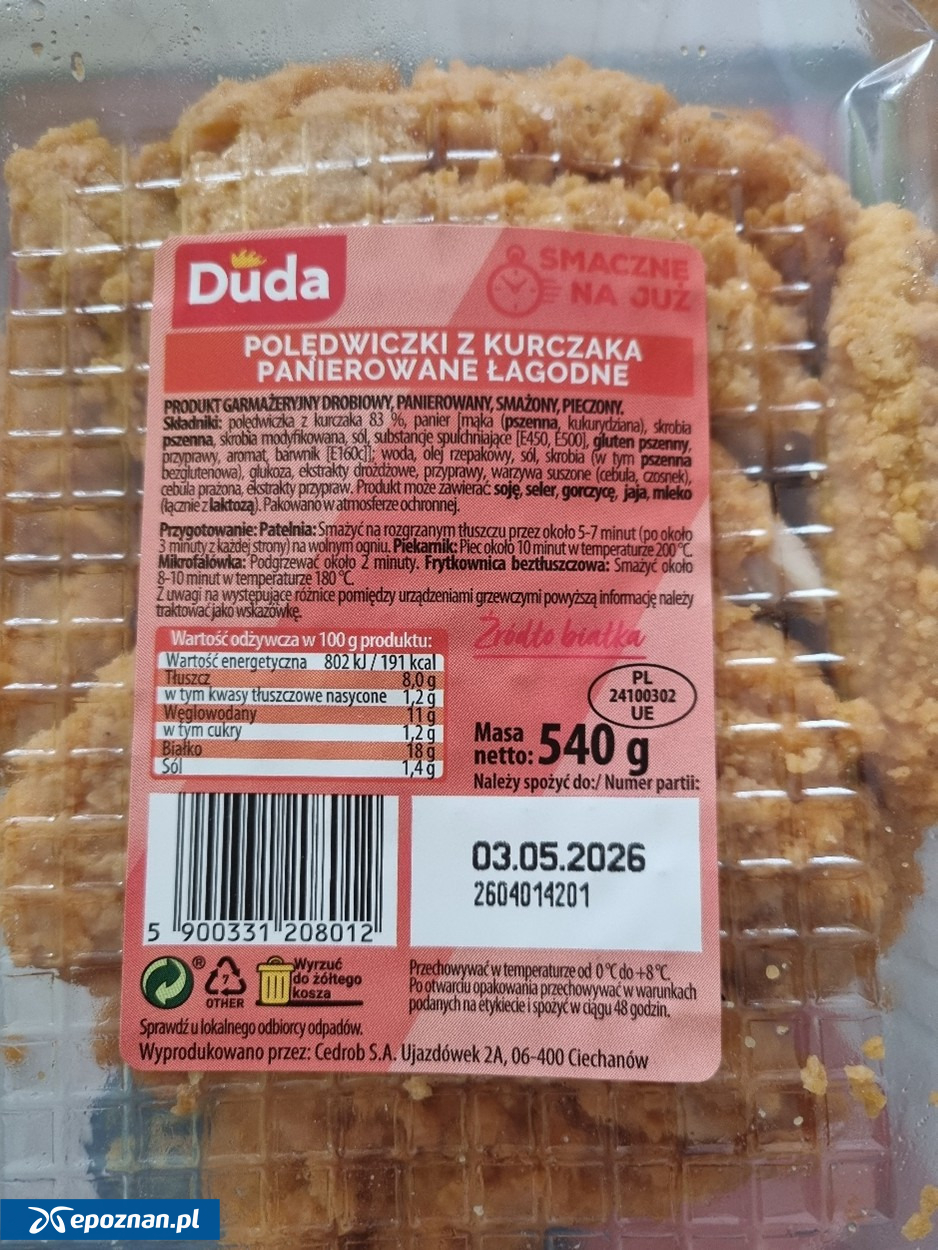 Duda
SMACZNE
NA JUŻ
POLĘDWICZKI Z KURCZAKA
PANIEROWANE ŁAGODNE
PRODUKT GARMAŻERYJNY DROBIOWY, PANIEROWANY, SMAŻONY, PIECZONY.
Składniki: polędwiczka z kurczaka 83 %, panier [mąka (pszenna, kukurydziana), skrobia
pszenna, skrobia modyfikowana, sól, substancje spulchniające [E450, E500], gluten pszenny,
przyprawy, aromat, barwnik [E160c]]; woda, olej rzepakowy, sól, skrobia (w tym pszenna
bezglutenowa), glukoza, ekstrakty drożdżowe, przyprawy, warzywa suszone (cebula, czosnek),
cebula prażona, ekstrakty przypraw. Produkt może zawierać soję, seler, gorczycę, jaja, mleko
(łącznie z laktozą). Pakowano w atmosferze ochronnej.
Przygotowanie: Patelnia: Smażyć na rozgrzanym tłuszczu przez około 5-7 minut (po około
3 minuty z każdej strony) na wolnym ogniu. Piekarnik: Piec około 10 minut w temperaturze 200 °C.
Mikrofalówka: Podgrzewać około 2 minuty. Frytkownica beztłuszczowa: Smażyć około
8-10 minut w temperaturze 180 °C.
Z uwagi na występujące różnice pomiędzy urządzeniami grzewczymi powyższą informację należy
traktować jako wskazówkę.
Źródło białka
Wartość odżywcza w 100 g produktu:
Wartość energetyczna 802 kJ / 191 kcal
Tłuszcz 8,0 g
w tym kwasy tłuszczowe nasycone 1,2 g
Węglowodany 11 g
w tym cukry 1,2 g
Białko 18 g
Sól 1,4 g
PL
24100302
UE
Masa
netto: 540 g
Należy spożyć do:/ Numer partii:
03.05.2026
2604014201
5 900331 208012
®
OTHER
Wyrzuć
do żółtego
kosza
Sprawdź u lokalnego odbiorcy odpadów.
Przechowywać w temperaturze od 0 °C do +8 °C.
Po otwarciu opakowania przechowywać w warunkach
podanych na etykiecie i spożyć w ciągu 48 godzin.
Wyprodukowano przez: Cedrob S.A. Ujazdówek 2A, 06-400 Ciechanów
epoznan.pl